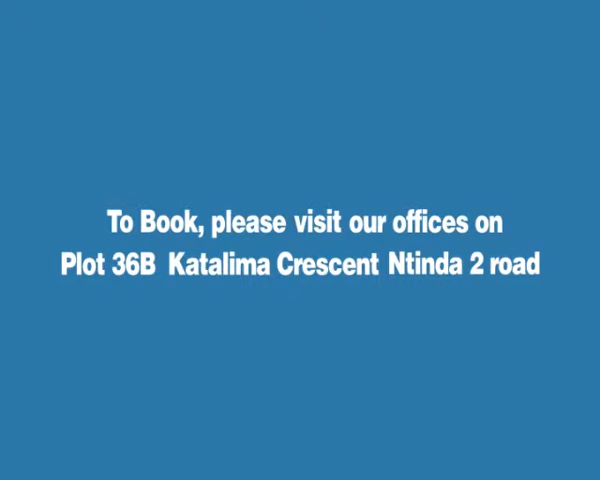 To Book, please visit our offices on
Plot 36B Katalima Crescent Ntinda 2 road